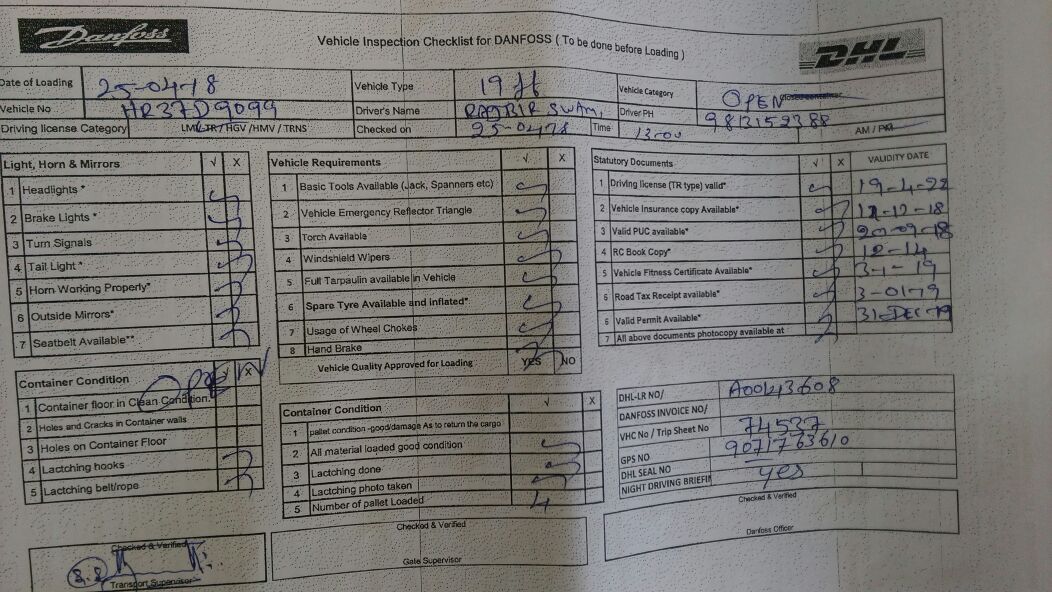 Danfoss
Vehicle Inspection Checklist for DANFOSS ( To be done before Loading )
DHL
Date of Loading 25-04-18 Vehicle Type 19 ft Vehicle Category OPEN Closed container
Vehicle No HR37D9099 Driver's Name Driver PH 9813152388
Driving license Category LMV-TR / HGV / HMV / TRNS Checked on 25-04-18 Time 13-00 AM / PM
Light, Horn & Mirrors √ X
1 Headlights *
2 Brake Lights *
3 Turn Signals
4 Tail Light *
5 Horn Working Property*
6 Outside Mirrors*
7 Seatbelt Available**
Vehicle Requirements √ X
1 Basic Tools Available (Jack, Spanners etc)
2 Vehicle Emergency Reflector Triangle
3 Torch Available
4 Windshield Wipers
5 Full Tarpaulin available in Vehicle
6 Spare Tyre Available and inflated*
7 Usage of Wheel Chokes
8 Hand Brake
Vehicle Quality Approved for Loading YES NO
Statutory Documents √ X VALIDITY DATE
1 Driving license (TR type) valid* 19-4-22
2 Vehicle Insurance copy Available* 12-12-18
3 Valid PUC available* 20-09-18
4 RC Book Copy* 12-14
5 Vehicle Fitness Certificate Available* 3-1-19
6 Road Tax Receipt available*
6 Valid Permit Available* 31-DEC-19
7 All above documents photocopy available at
Container Condition √ X
Open
1 Container floor in Clean Condition.
2 Holes and Cracks in Container walls
3 Holes on Container Floor
4 Lactching hooks
5 Lactching belt/rope
Container Condition √ X
1 pallet condition -good/damage As to return the cargo
2 All material loaded good condition
3 Lactching done
4 Lactching photo taken
5 Number of pallet Loaded 4
DHL-LR NO/ A00413608
DANFOSS INVOICE NO/
VHC No / Trip Sheet No 74537
GPS NO 9071763610
DHL SEAL NO
NIGHT DRIVING BRIEFI yes
Checked & Verified
Transport Supervisor
Checked & Verified
Gate Supervisor
Checked & Verified
Danfoss Officer